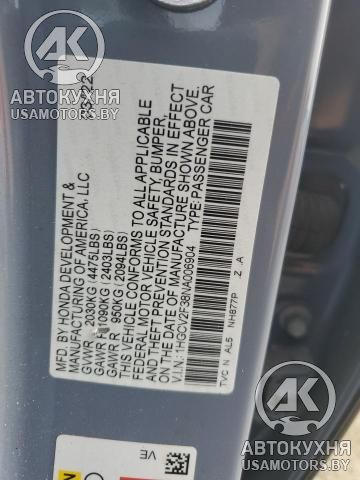 АВТОКУХНЯ
USAMOTORS.BY
MFD. BY HONDA DEVELOPMENT &
MANUFACTURING OF AMERICA, LLC
GVWR 2030KG (4475LBS)
GAWR F 1090KG (2403LBS)
GAWR R 950KG (2094LBS)
THIS VEHICLE CONFORMS TO ALL APPLICABLE
FEDERAL MOTOR VEHICLE SAFETY, BUMPER,
AND THEFT PREVENTION STANDARDS IN EFFECT
ON THE DATE OF MANUFACTURE SHOWN ABOVE.
V.I.N.:1HGCV2F38NA006904 TYPE:PASSENGER CAR
TVC N AL5 NH877P Z .A
VE
АВТОКУХНЯ
USAMOTORS.BY